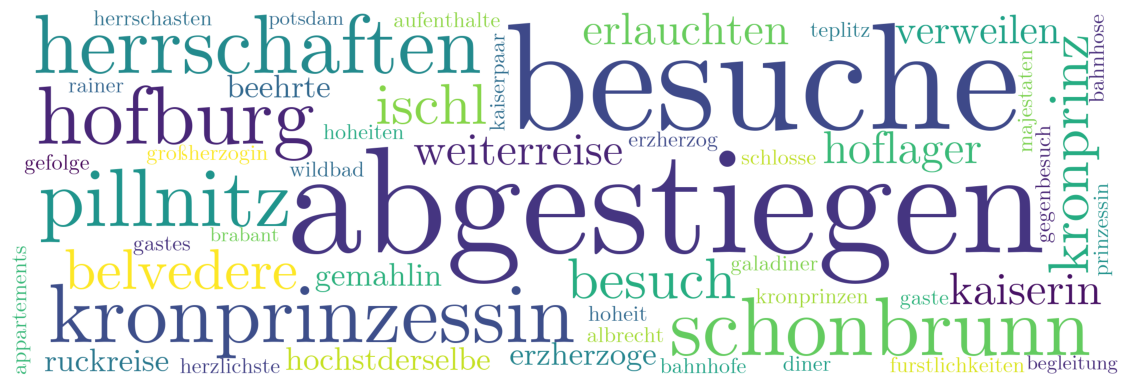 herrschasten
potsdam
aufenthalte
herrschaften
kaiserpaar
besuche
erlauchten
teplitz
verweilen
bahnhose
rainer
beehrte
ischl
majestaten
kronprinz
hofburg
hoheiten
weiterreise
erzherzog
schlosse
hoflager
gefolge
großherzogin
wildbad
gegenbesuch
pillnitz
abgestiegen
prinzessin
brabant
gastes
appartements
belvedere
gemahlin
besuch
galadiner
kronprinzen
gaste
kaiserin
kronprinzessin
hoheit
albrecht
schonbrunn
ruckreise
herzlichste
hochstderselbe
erzherzoge
bahnhofe
diner
furstlichkeiten
begleitung